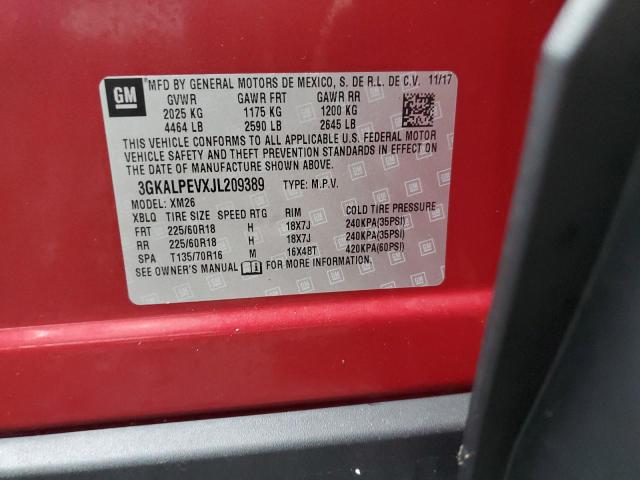 GM
MFD BY GENERAL MOTORS DE MEXICO, S. DE R.L. DE C.V. 11/17
GVWR GAWR FRT GAWR RR
2025 KG 1175 KG 1200 KG
4464 LB 2590 LB 2645 LB
THIS VEHICLE CONFORMS TO ALL APPLICABLE U.S. FEDERAL MOTOR
VEHICLE SAFETY AND THEFT PREVENTION STANDARDS IN EFFECT ON
THE DATE OF MANUFACTURE SHOWN ABOVE.
3GKALPEVXJL209389 TYPE: M.P.V.
MODEL: XM26
XBLQ TIRE SIZE SPEED RTG RIM COLD TIRE PRESSURE
FRT 225/60R18 H 18X7J 240KPA(35PSI)
RR 225/60R18 H 18X7J 240KPA(35PSI)
SPA T135/70R16 M 16X4BT 420KPA(60PSI)
SEE OWNER'S MANUAL FOR MORE INFORMATION.